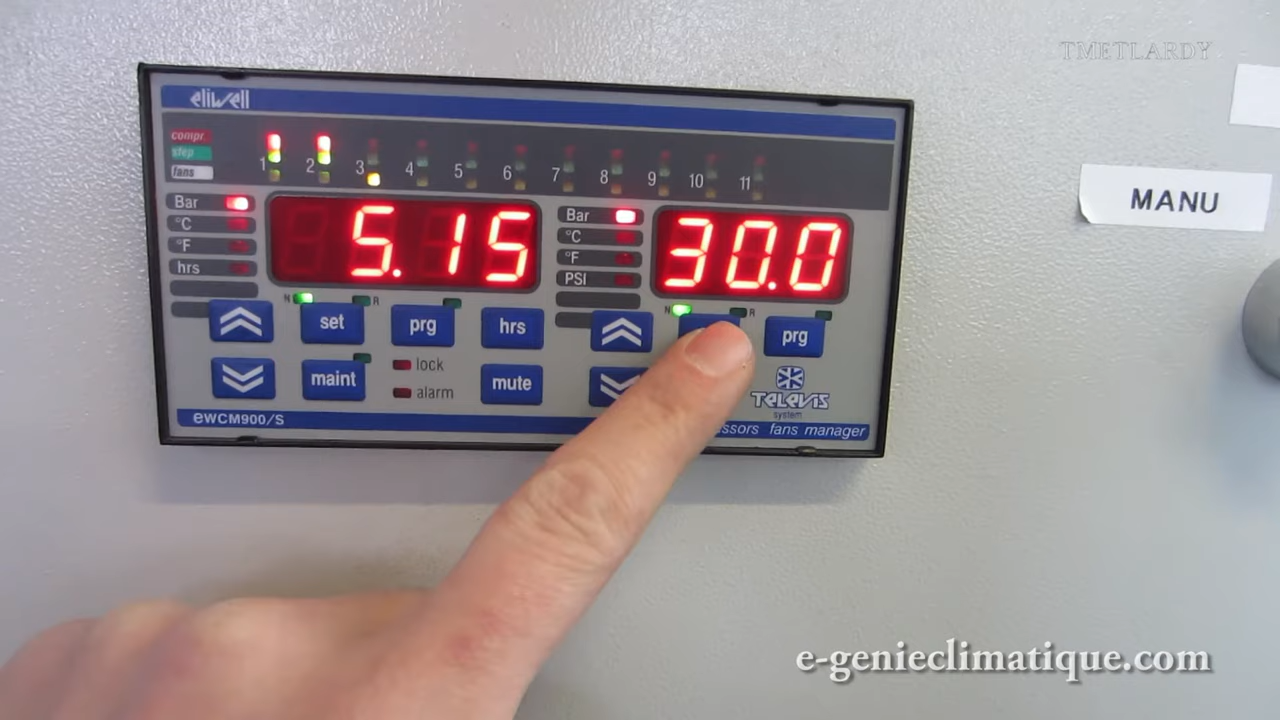 TMETLARDY
eliwell
compr.
step
fans
1 2 3 4 5 6 7 8 9 10 11
Bar
°C
°F
hrs
5.15
Bar
°C
°F
PSI
30.0
MANU
N R
set
prg
hrs
N R
prg
maint
lock
alarm
mute
TELEVIS
system
eWCM900/S
fans manager
e-genieclimatique.com